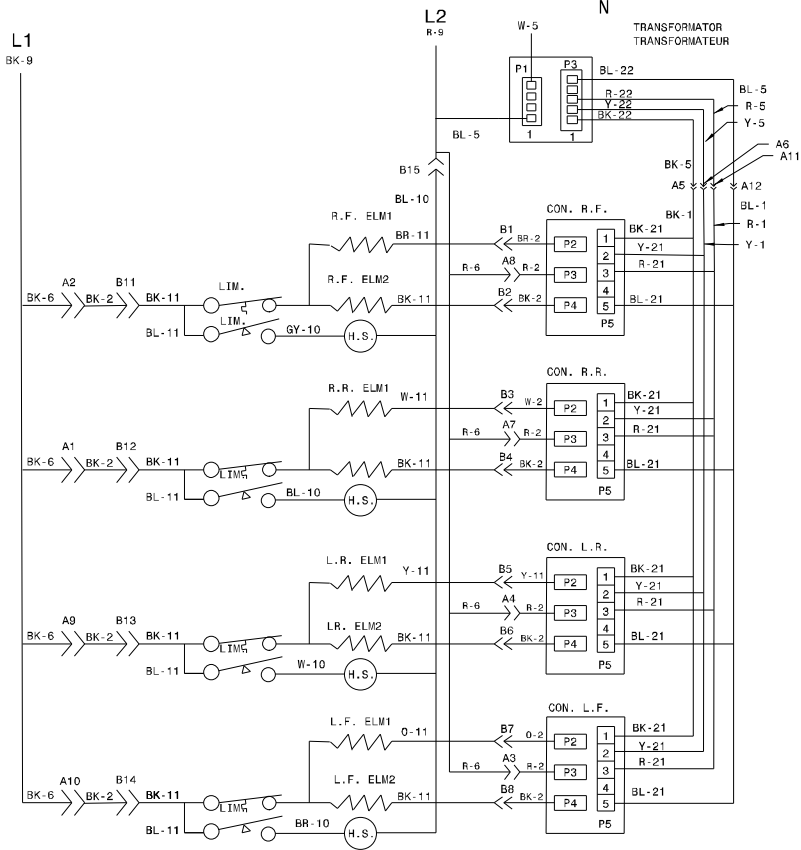 N
L2
R-9
W-5
TRANSFORMATOR
TRANSFORMATEUR
L1
BK-9
P1
P3
BL-22
R-22
Y-22
BK-22
BL-5
R-5
Y-5
1
1
BL-5
A6
A11
BK-5
B15
A5
A12
BL-10
BL-1
CON. R.F.
BK-1
R-1
Y-1
R.F. ELM1
BR-11
B1
BR-2
P2
1
BK-21
2
Y-21
A8
R-6
R-2
P3
3
R-21
R.F. ELM2
4
A2
B11
LIM.
B2
BK-6
BK-2
BK-11
BK-11
BK-2
P4
5
BL-21
LIM.
P5
BL-11
GY-10
H.S.
CON. R.R.
R.R. ELM1
W-11
B3
W-2
P2
1
BK-21
2
Y-21
A7
R-6
R-2
P3
3
R-21
4
A1
B12
B4
BK-6
BK-2
BK-11
BK-11
BK-2
P4
5
BL-21
LIM.
P5
BL-11
BL-10
H.S.
CON. L.R.
L.R. ELM1
Y-11
B5
Y-11
P2
1
BK-21
2
Y-21
A4
R-6
R-2
P3
3
R-21
A9
B13
LR. ELM2
B6
4
BK-6
BK-2
BK-11
BK-11
BK-2
P4
5
BL-21
LIM.
P5
BL-11
W-10
H.S.
CON. L.F.
L.F. ELM1
O-11
B7
O-2
P2
1
BK-21
2
Y-21
A3
R-6
R-2
P3
3
R-21
A10
B14
L.F. ELM2
B8
4
BK-6
BK-2
BK-11
BK-11
BK-2
P4
5
BL-21
LIM.
P5
BL-11
BR-10
H.S.